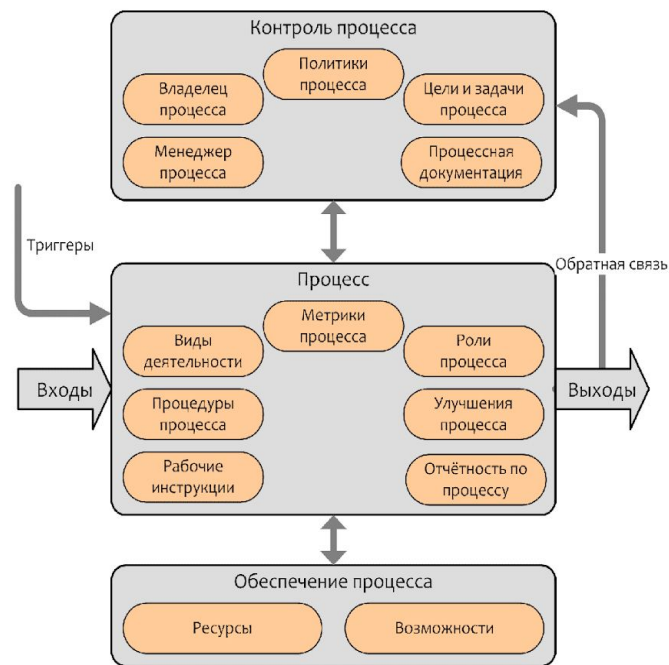 Контроль процесса
Политики
процесса
Владелец
процесса
Цели и задачи
процесса
Менеджер
процесса
Процессная
документация
Триггеры
Обратная связь
Процесс
Метрики
процесса
Виды
деятельности
Роли
процесса
Входы
Процедуры
процесса
Улучшения
процесса
Выходы
Рабочие
инструкции
Отчётность по
процессу
Обеспечение процесса
Ресурсы
Возможности